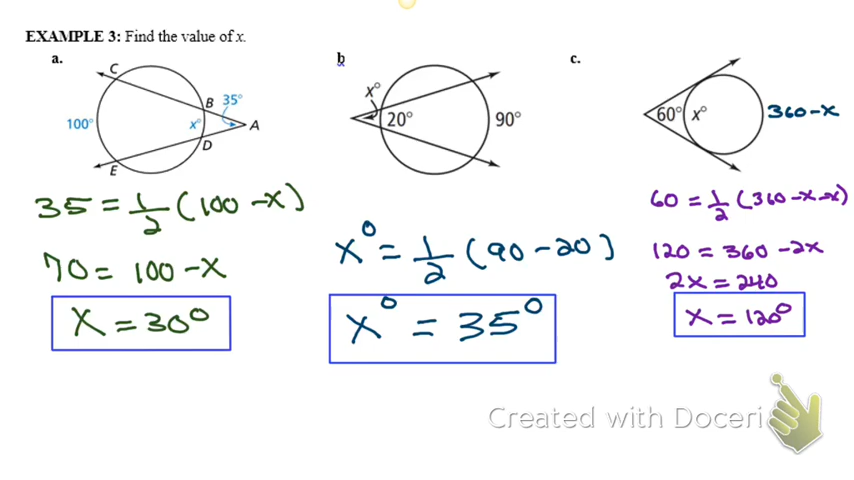 EXAMPLE 3: Find the value of x.
a.
C
B
35°
100°
x°
A
D
E
35 = 1/2 (100 - x)
70 = 100 - x
x = 30°
b
x°
20°
90°
x° = 1/2 (90 - 20)
x° = 35°
c.
60°
x°
360 - x
60 = 1/2 (360 - x - x)
120 = 360 - 2x
2x = 240
x = 120°
Created with Doceri